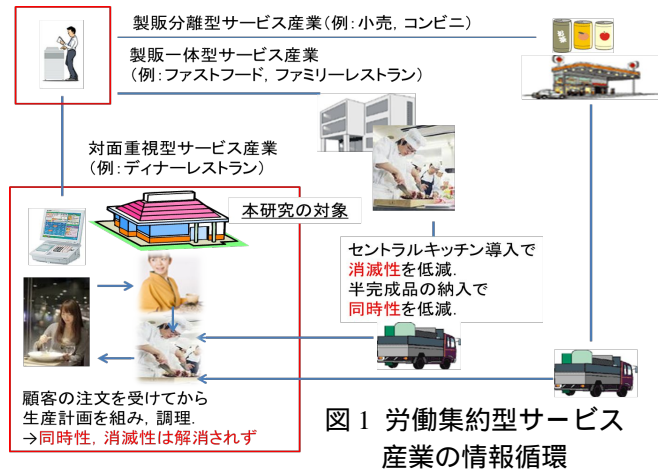 製販分離型サービス産業(例:小売, コンビニ)
製販一体型サービス産業
(例:ファストフード, ファミリーレストラン)
対面重視型サービス産業
(例:ディナーレストラン)
本研究の対象
セントラルキッチン導入で
消滅性を低減.
半完成品の納入で
同時性を低減.
顧客の注文を受けてから
生産計画を組み, 調理.
→同時性, 消滅性は解消されず
図 1 労働集約型サービス
産業の情報循環